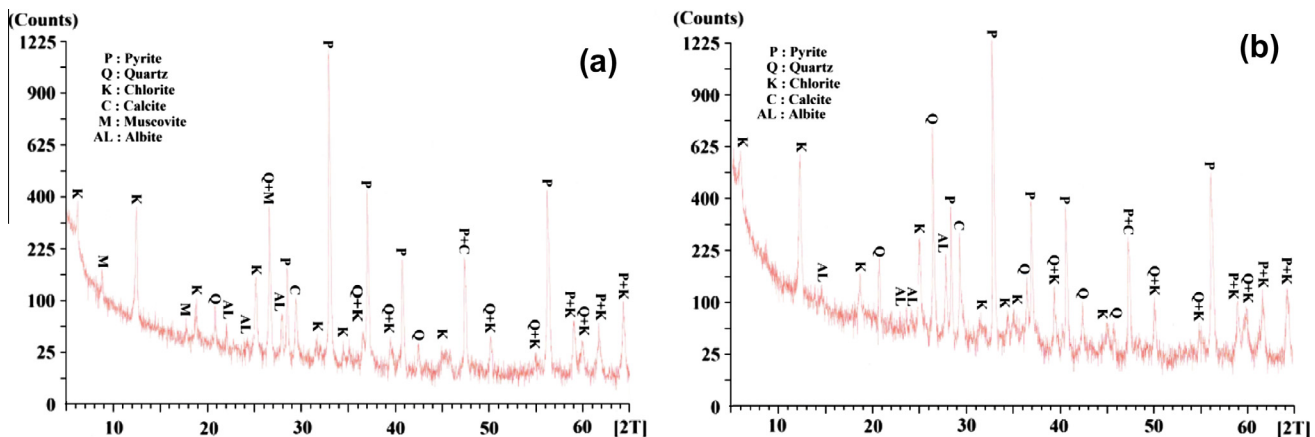 (Counts)
1225
900
625
400
225
100
25
0
P : Pyrite
Q : Quartz
K : Chlorite
C : Calcite
M : Muscovite
AL : Albite
(a)
K
M
K
M
K
Q
AL
AL
K
Q+M
AL
P
C
K
P
K
Q+K
P
Q+K
P
Q
K
P+C
Q+K
Q+K
P
P+K
Q+K
P+K
P+K
10 20 30 40 50 60 [2T]
(Counts)
1225
900
625
400
225
100
25
0
P : Pyrite
Q : Quartz
K : Chlorite
C : Calcite
AL : Albite
(b)
K
K
AL
K
Q
AL
AL
K
Q
AL
P
C
K
P
K
K
Q
P
Q+K
P
Q
K
Q
P+C
Q+K
Q+K
P
P+K
Q+K
P+K
P+K
10 20 30 40 50 60 [2T]